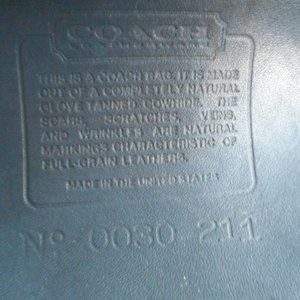 COACH
THIS IS A COACH BAG. IT IS MADE
OUT OF A COMPLETELY NATURAL
GLOVE TANNED COWHIDE. THE
SCARS, SCRATCHES, VEINS,
AND WRINKLES ARE NATURAL
MARKINGS CHARACTERISTIC OF
FULL-GRAIN LEATHERS.
MADE IN THE UNITED STATES
No 0030-211